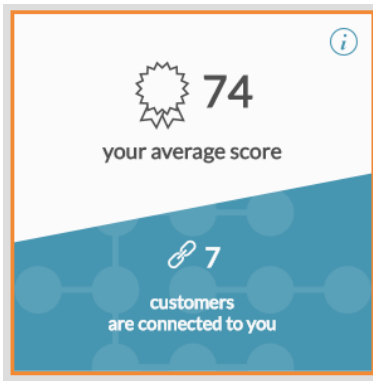 i
74
your average score
7
customers
are connected to you